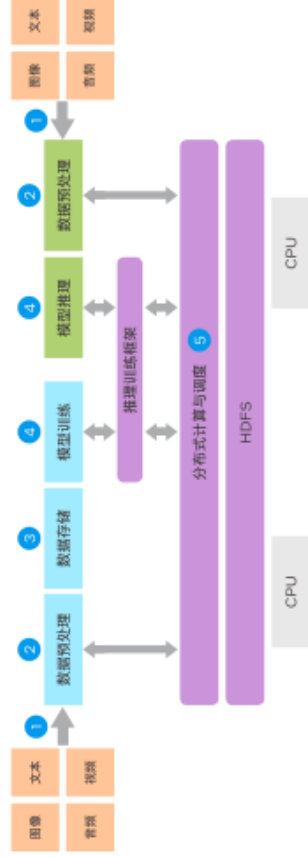 图像
文本
音频
视频
1
2
数据预处理
3
数据存储
4
模型训练
4
模型推理
2
数据预处理
1
图像
文本
音频
视频
推理训练框架
分布式计算与调度
5
HDFS
CPU
CPU